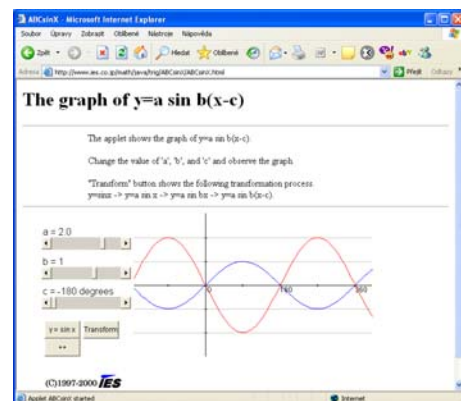 ABCsinX - Microsoft Internet Explorer
Soubor Úpravy Zobrazit Oblíbené Nástroje Nápověda
Zpět Hledat Oblíbené
Adresa http://www.ies.co.jp/math/java/trig/ABCsinX/ABCsinX.html Přejít Odkazy
The graph of y=a sin b(x-c)
The applet shows the graph of y=a sin b(x-c)
Change the value of 'a', 'b', and 'c' and observe the graph
"Transform" button shows the following transformation process
y=sinx -> y=a sin x -> y=a sin bx -> y=a sin b(x-c).
a = 2.0
b = 1
c = -180 degrees
0 180 360
y = sin x Transform
++
(C)1997-2000 IES
Applet ABCsinX started Internet